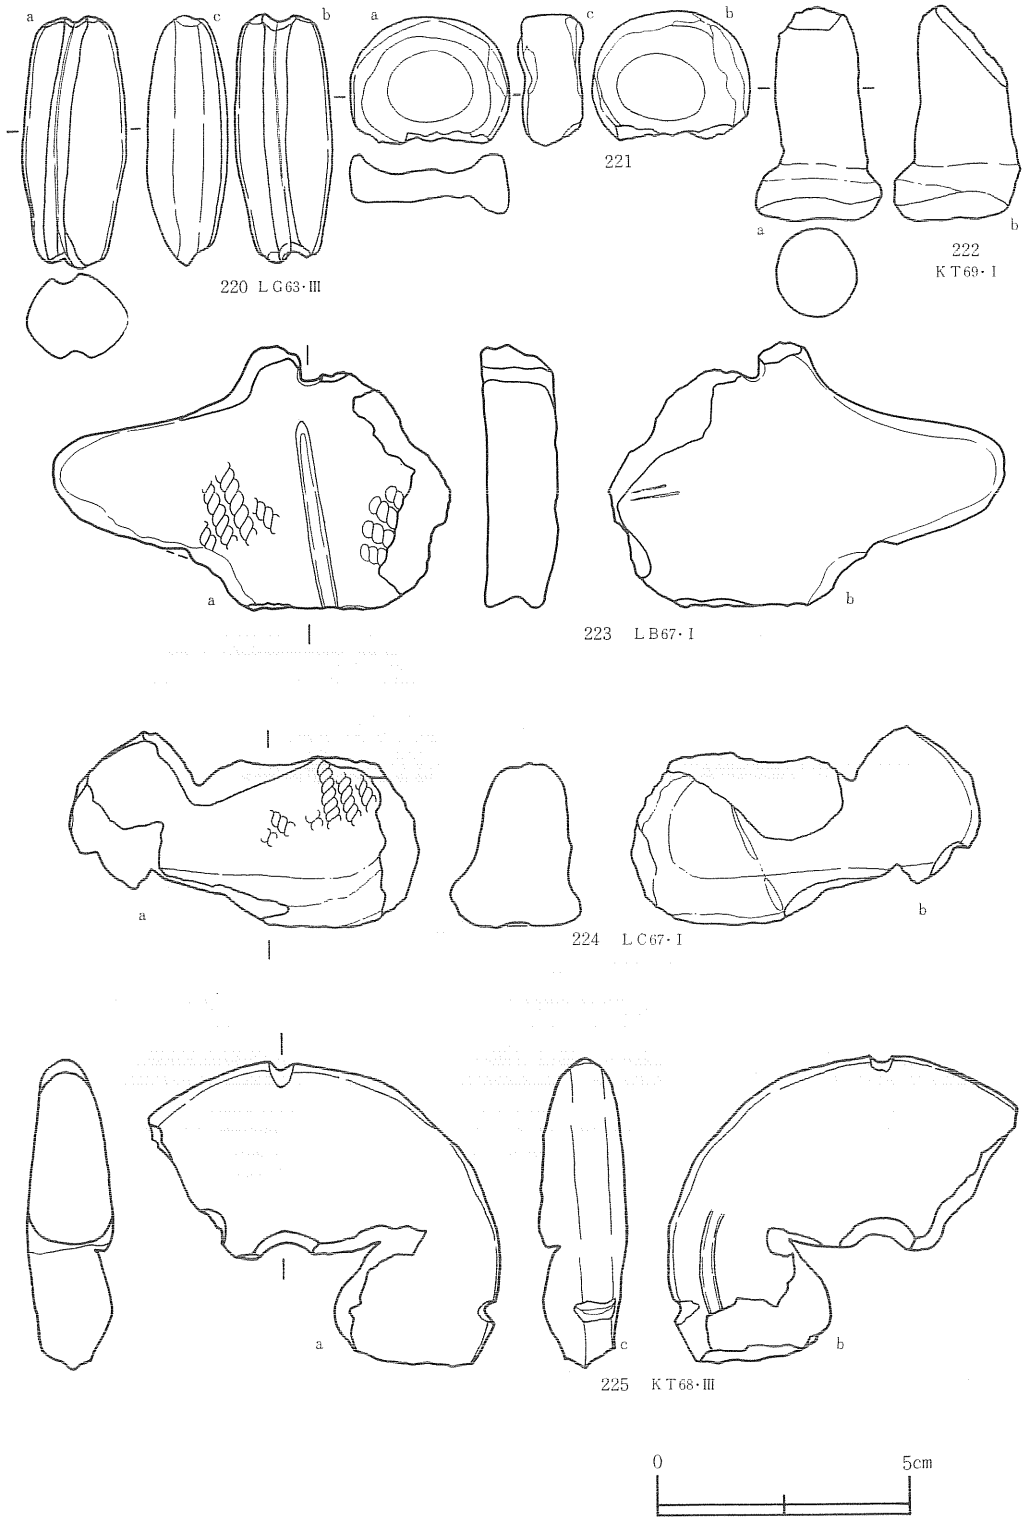 a c b a c b
221
a b
222
KT69·I
220 LG63·III
a b
223 LB67·I
a b
224 LC67·I
a c b
225 KT68·III
0 5cm